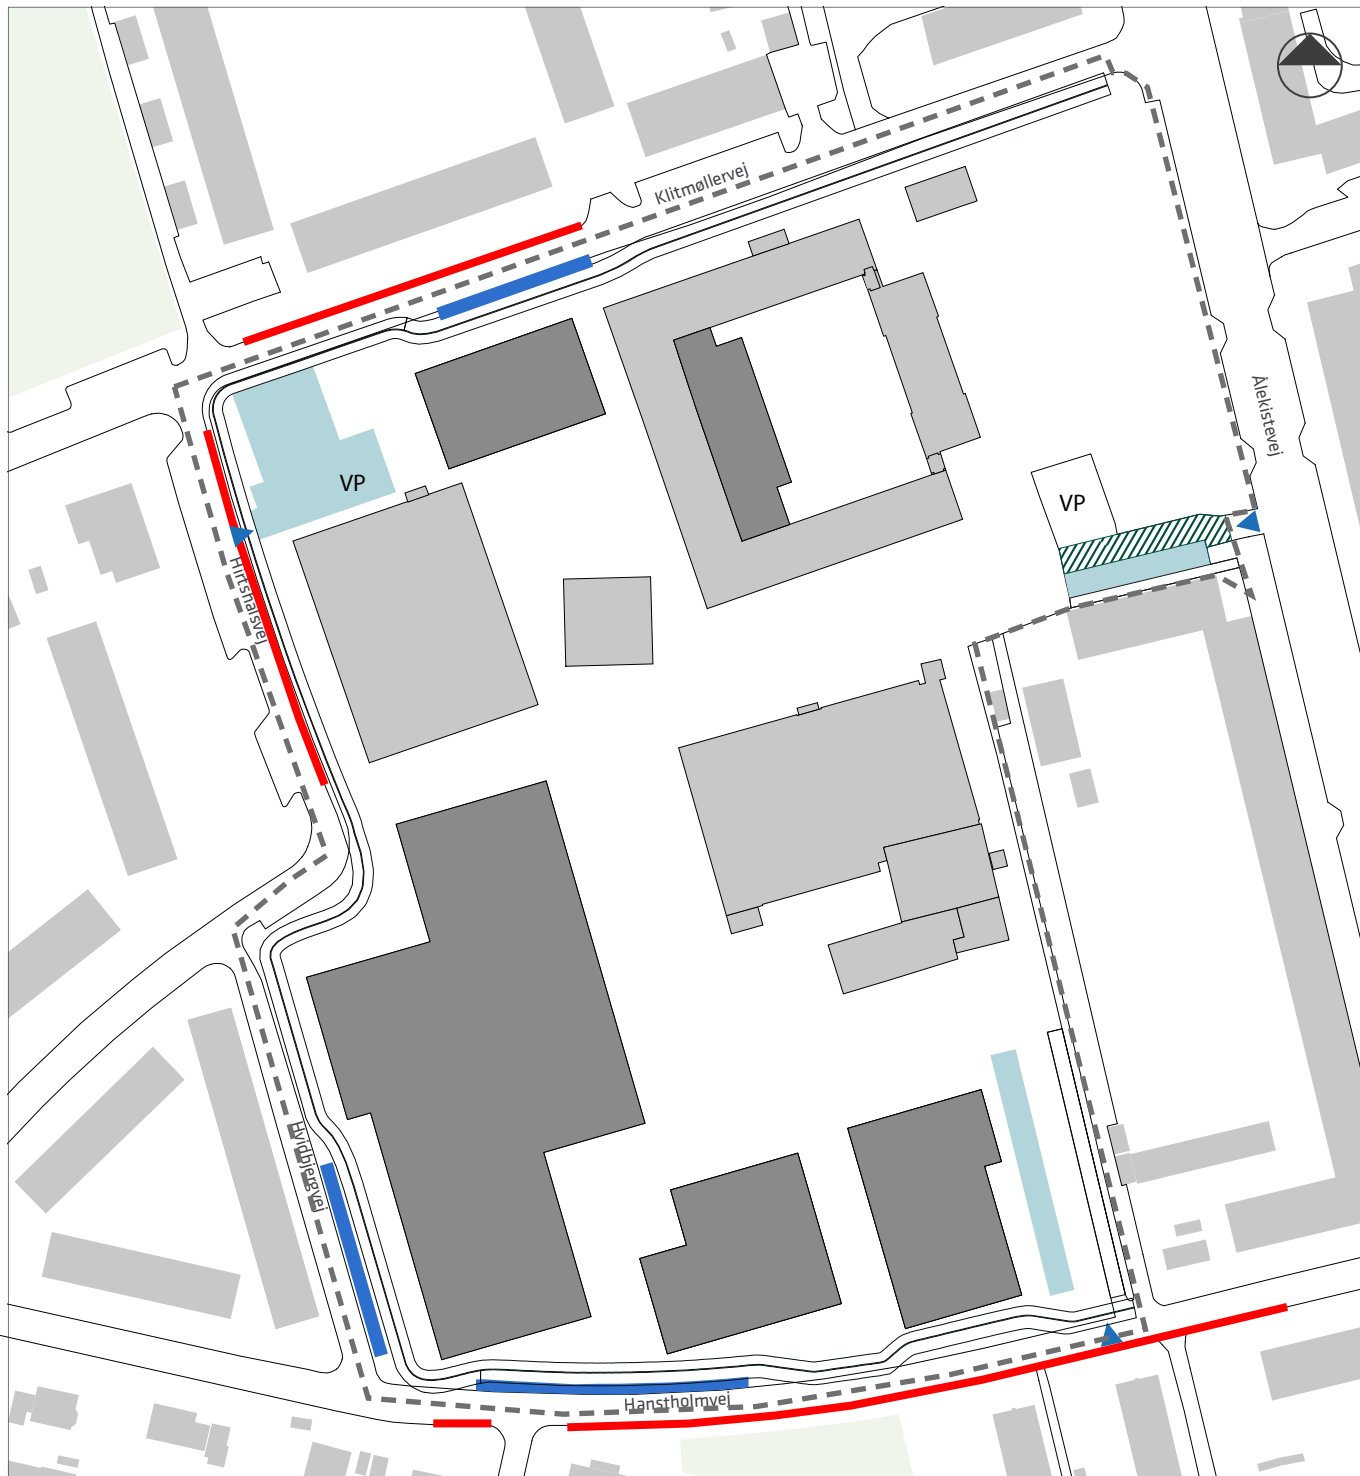 Klitmøllervej
Ålekistevej
VP
VP
Hirtshalsvej
Hvidbjergvej
Hanstholmvej